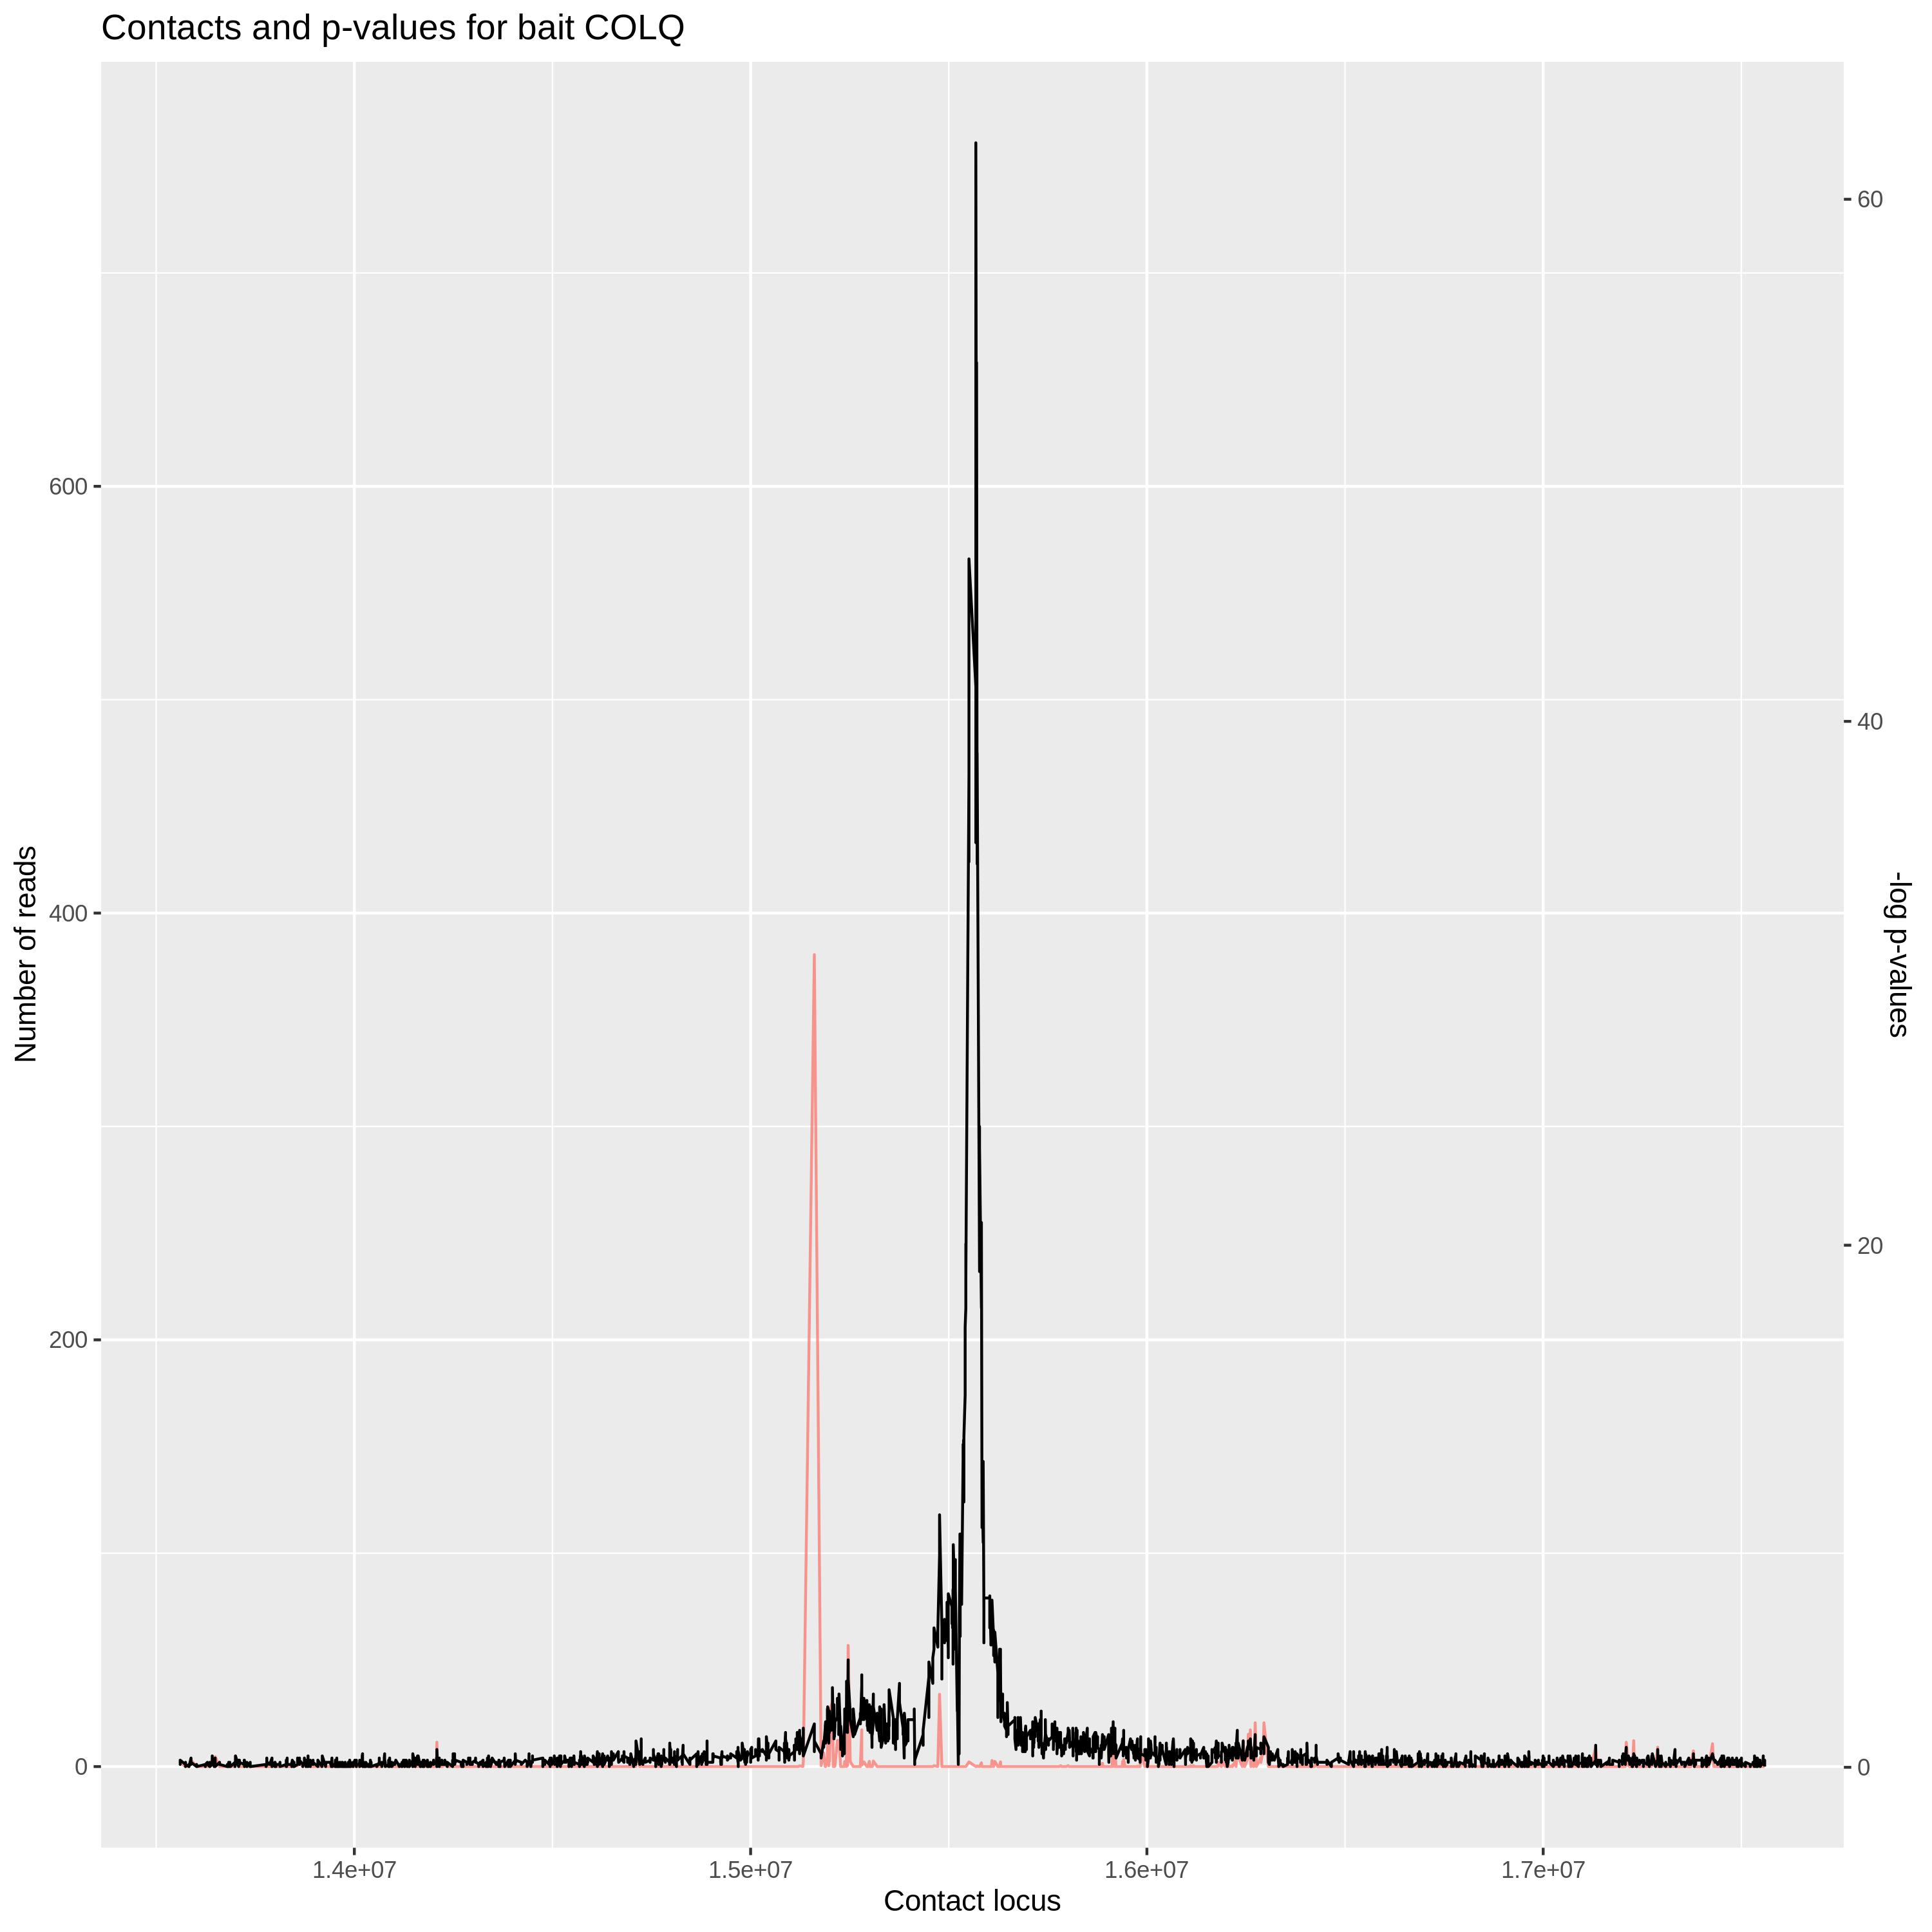 Contacts and p-values for bait COLQ
Number of reads
600
400
200
0
60
40
20
0
-log p-values
1.4e+07
1.5e+07
1.6e+07
1.7e+07
Contact locus